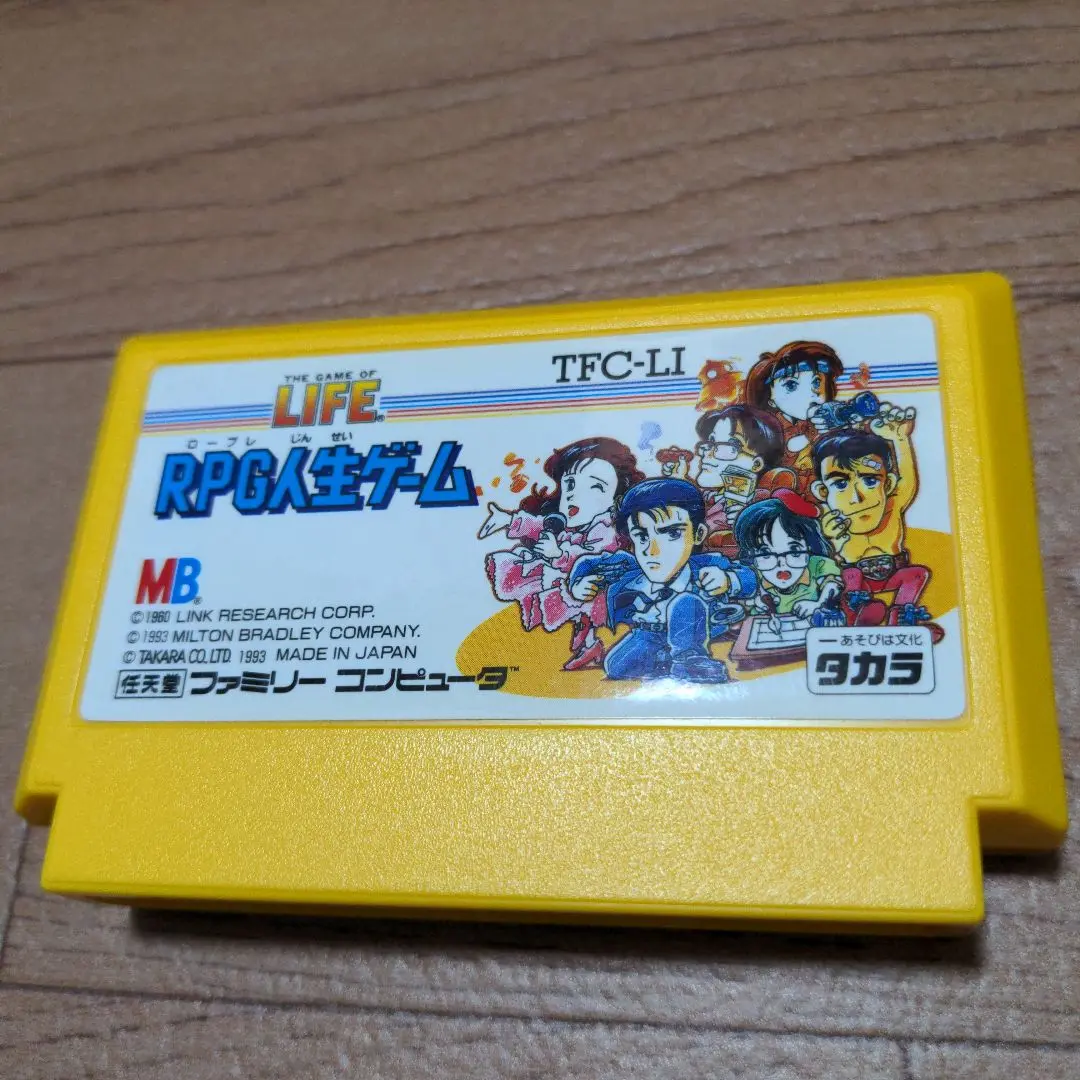 THE GAME OF
LIFE®
TFC-LI
ロープレ じんせい
RPG人生ゲーム
MB®
©1960 LINK RESEARCH CORP.
©1993 MILTON BRADLEY COMPANY.
© TAKARA CO.,LTD. 1993 MADE IN JAPAN
任天堂 ファミリー コンピュータ™
ーあそびは文化
タカラ